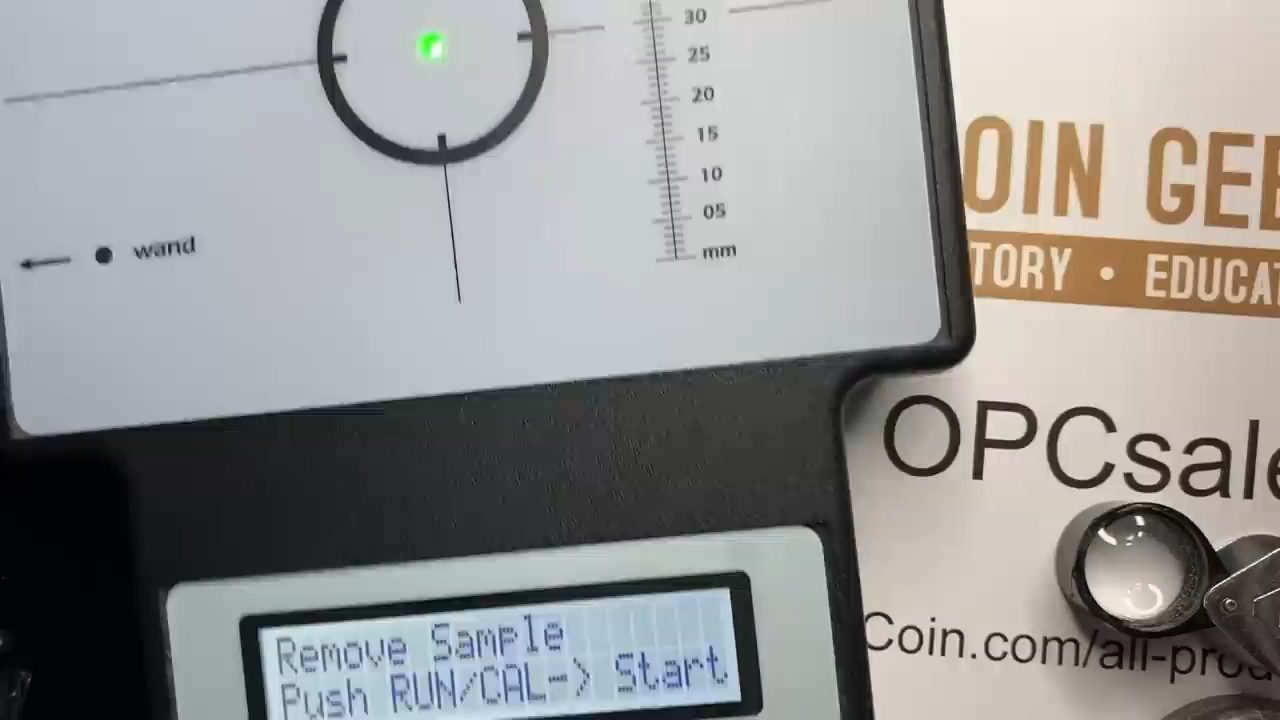 30
25
20
15
10
05
mm
wand
OIN GEE
TORY • EDUCAT
OPCsale
Coin.com/all-prod
Remove Sample
Push RUN/CAL-> Start